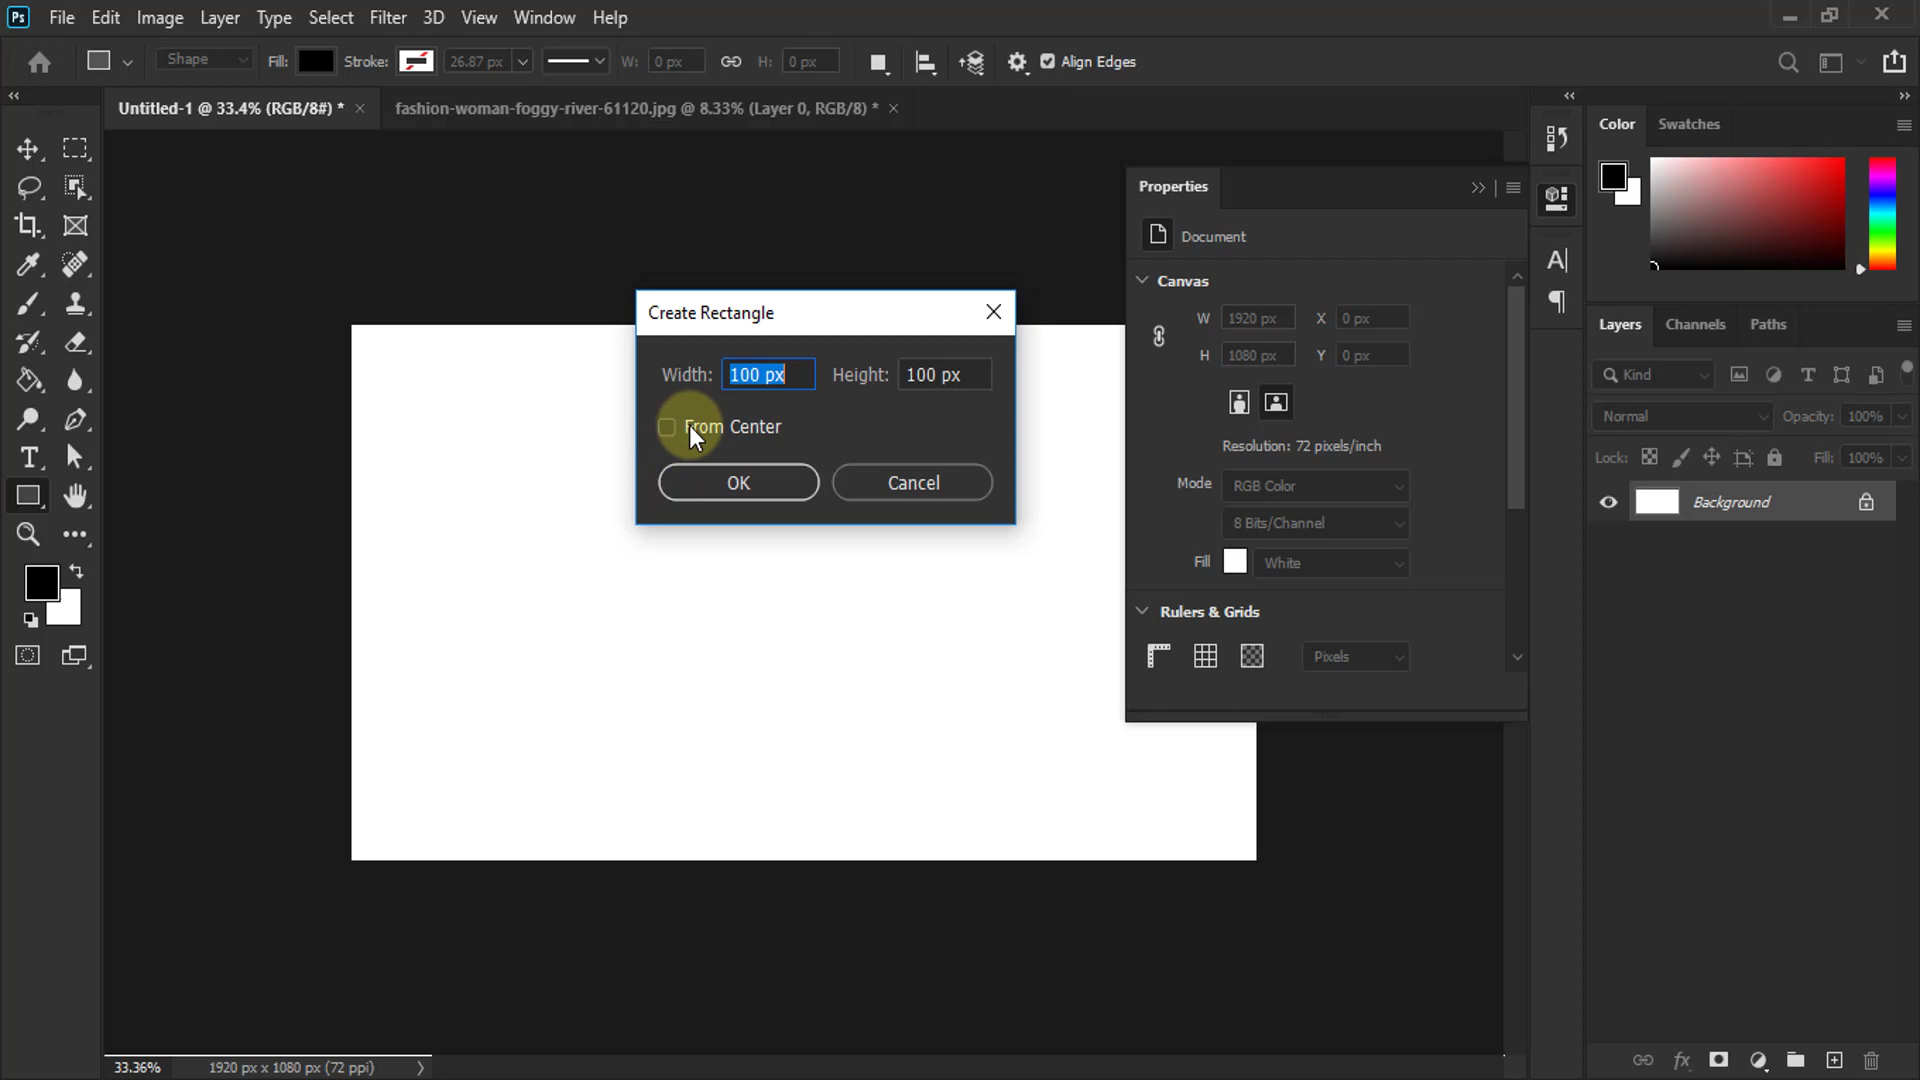 Ps File Edit Image Layer Type Select Filter 3D View Window Help
Shape Fill: Stroke: 26.87 px W: 0 px H: 0 px Align Edges
Untitled-1 @ 33.4% (RGB/8#) * × fashion-woman-foggy-river-61120.jpg @ 8.33% (Layer 0, RGB/8) * ×
Color Swatches
Properties
Document
Canvas
W 1920 px X 0 px
H 1080 px Y 0 px
Resolution: 72 pixels/inch
Mode RGB Color
8 Bits/Channel
Fill White
Rulers & Grids
Pixels
Create Rectangle
Width: 100 px Height: 100 px
From Center
OK Cancel
Layers Channels Paths
Kind
Normal Opacity: 100%
Lock: Fill: 100%
Background
33.36% 1920 px x 1080 px (72 ppi)